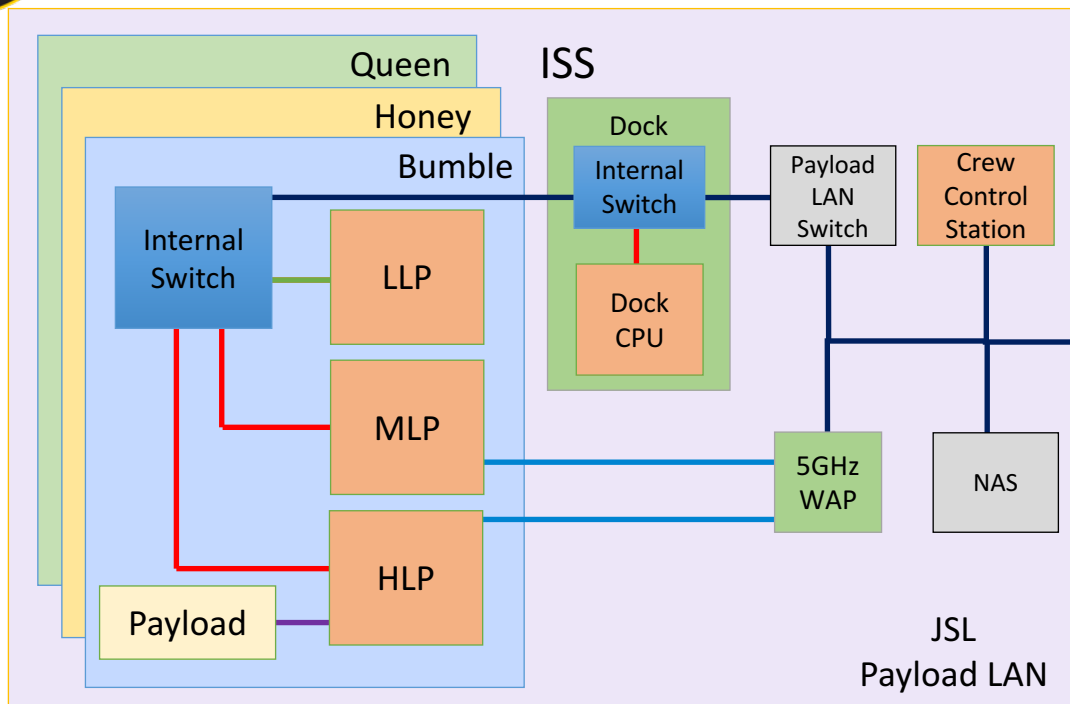 Queen
Honey
Bumble
Internal
Switch
LLP
MLP
HLP
Payload
ISS
Dock
Internal
Switch
Dock
CPU
Payload
LAN
Switch
Crew
Control
Station
5GHz
WAP
NAS
JSL
Payload LAN